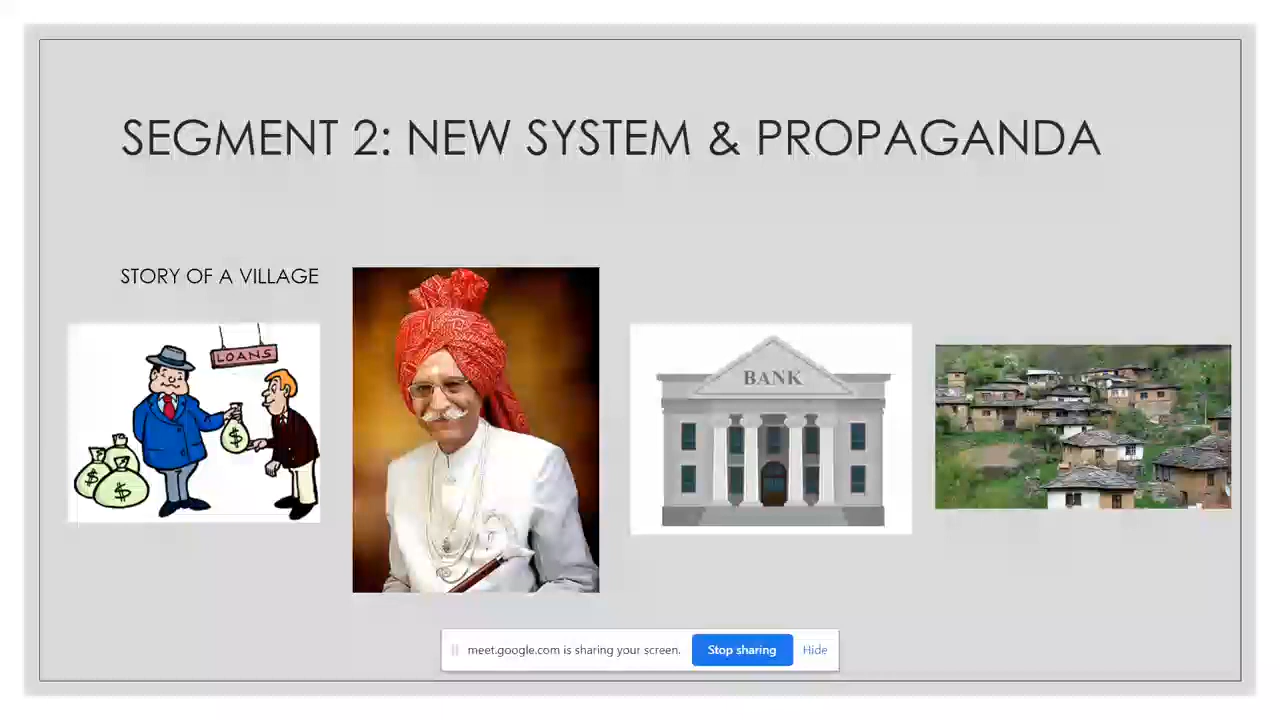 SEGMENT 2: NEW SYSTEM & PROPAGANDA
STORY OF A VILLAGE
LOANS
$
$
$
$
BANK
meet.google.com is sharing your screen.
Stop sharing
Hide